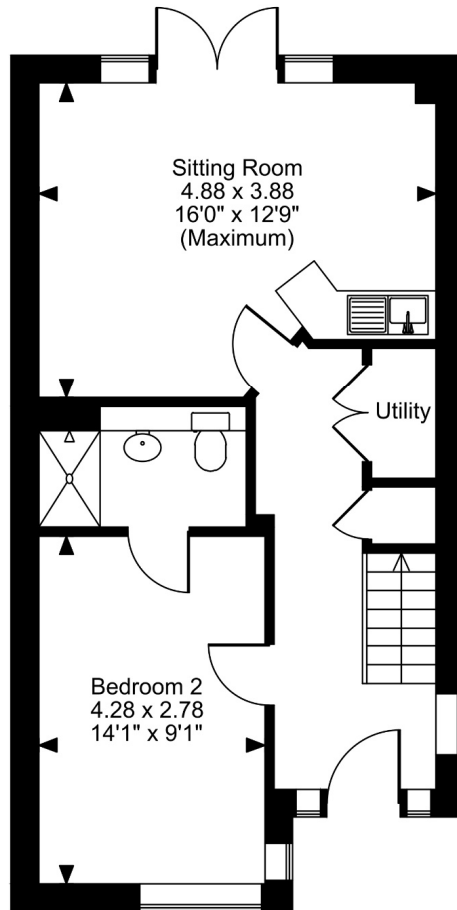 Sitting Room
4.88 x 3.88
16'0" x 12'9"
(Maximum)
Utility
Bedroom 2
4.28 x 2.78
14'1" x 9'1"